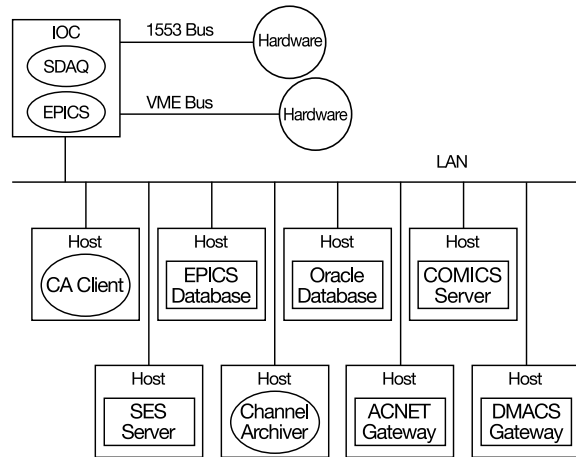 IOC
1553 Bus
Hardware
SDAQ
EPICS
VME Bus
Hardware
LAN
Host
CA Client
Host
EPICS
Database
Host
Oracle
Database
Host
COMICS
Server
Host
SES
Server
Host
Channel
Archiver
Host
ACNET
Gateway
Host
DMACS
Gateway